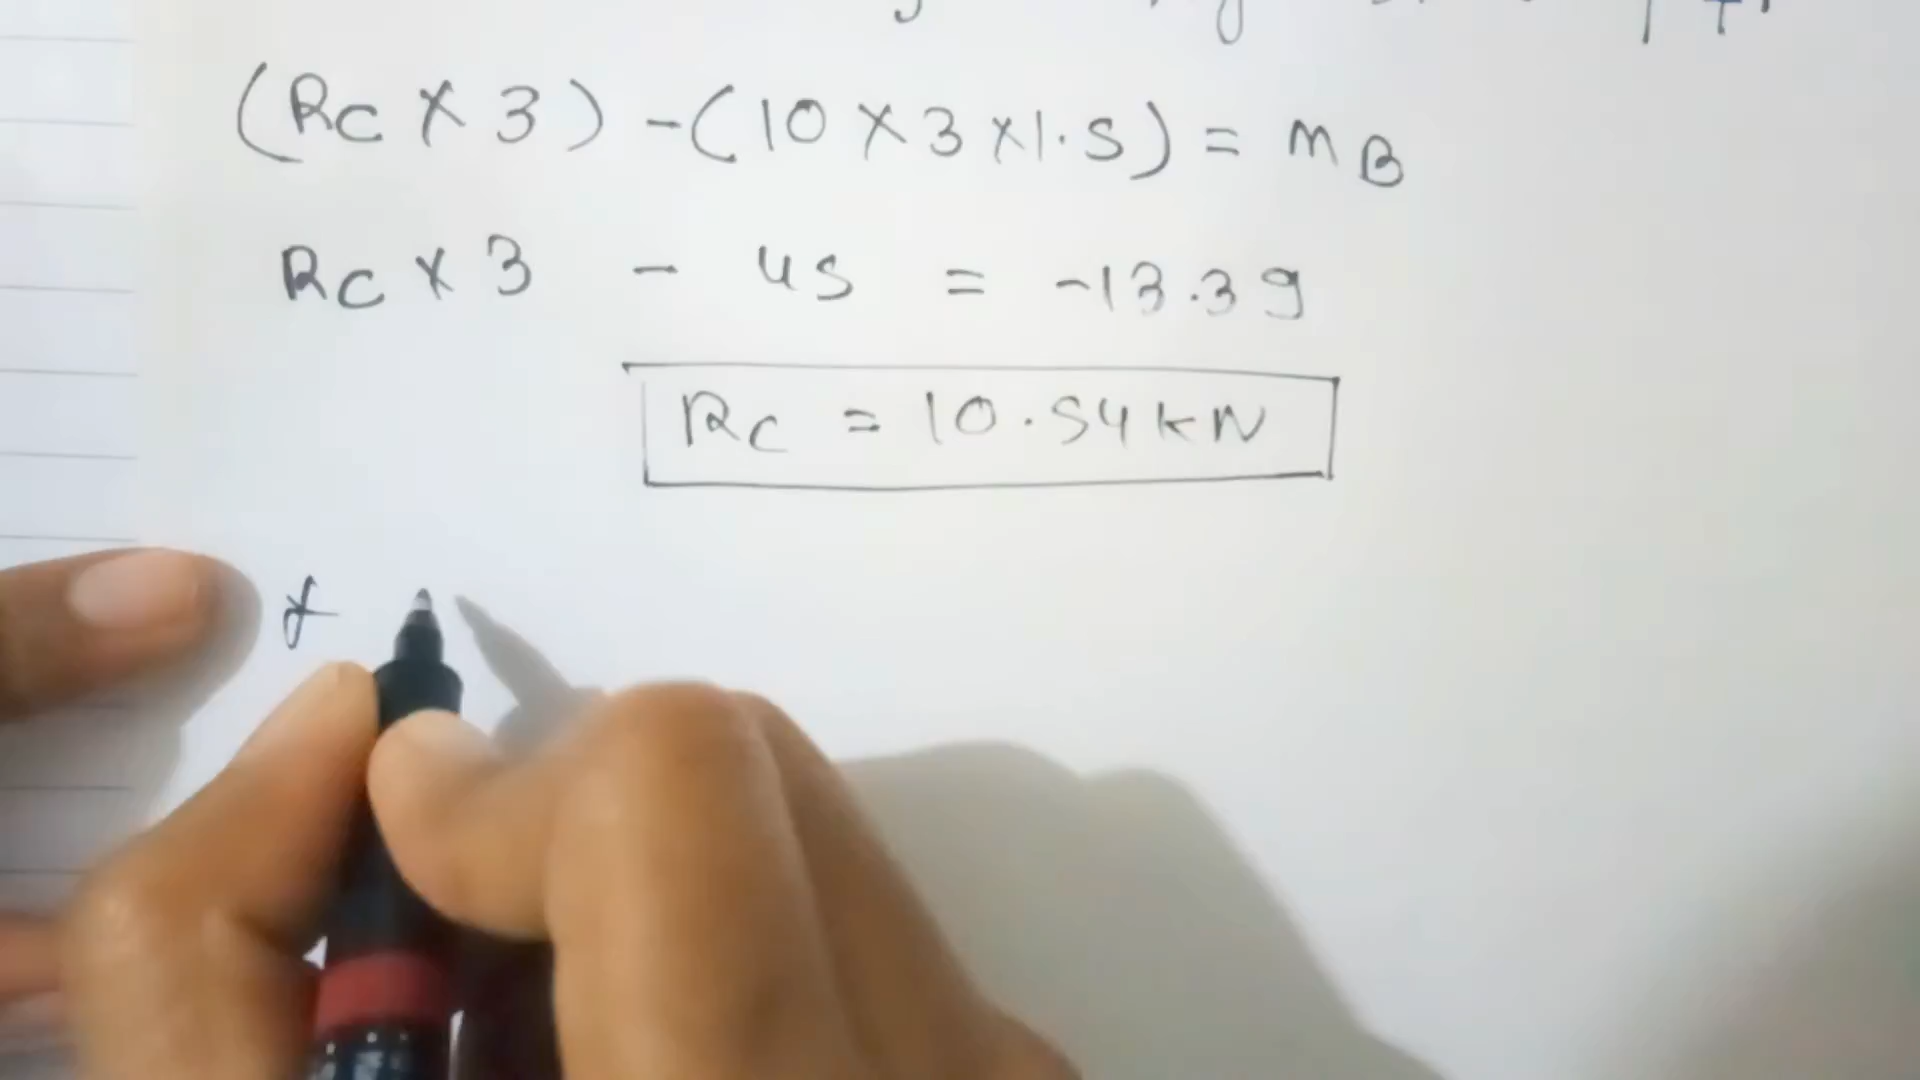 (Rc × 3) - (10 × 3 × 1.5) = mB
Rc × 3 - 45 = -13.39
Rc = 10.54 kN